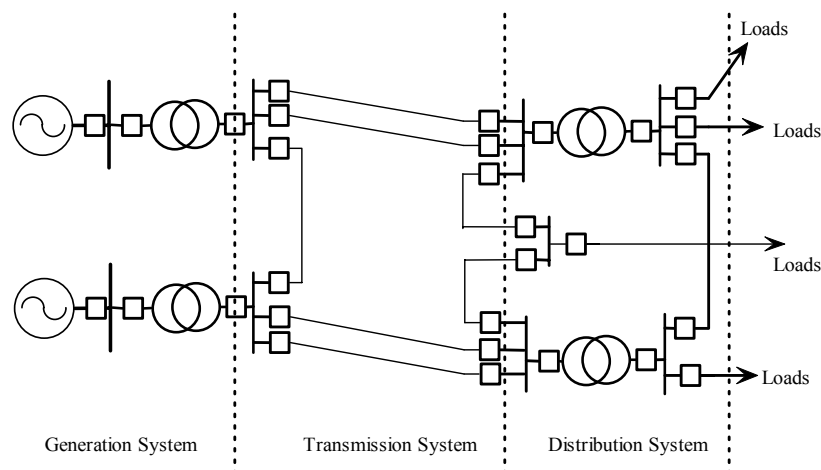 Loads
Loads
Loads
Loads
Generation System
Transmission System
Distribution System